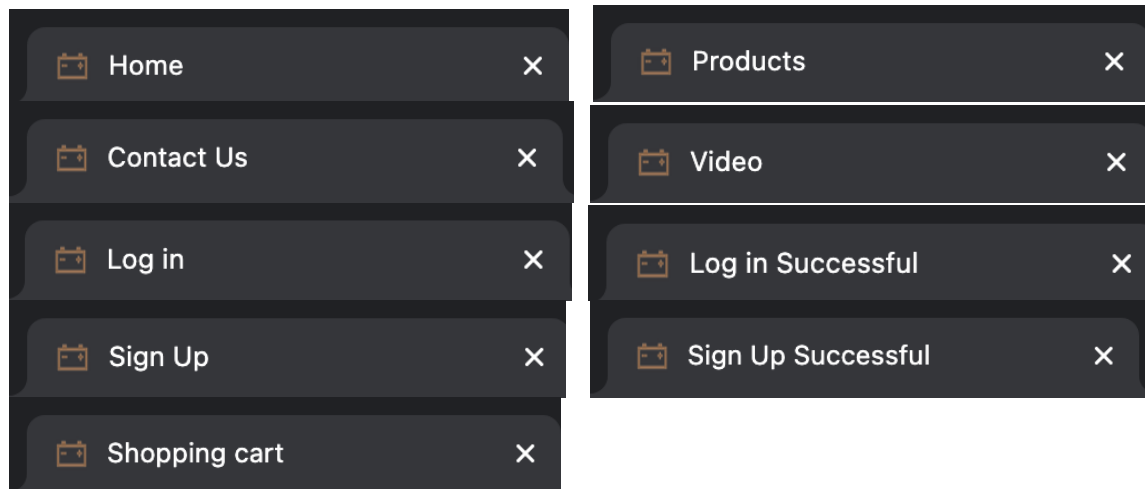 Home
Contact Us
Log in
Sign Up
Shopping cart
Products
Video
Log in Successful
Sign Up Successful